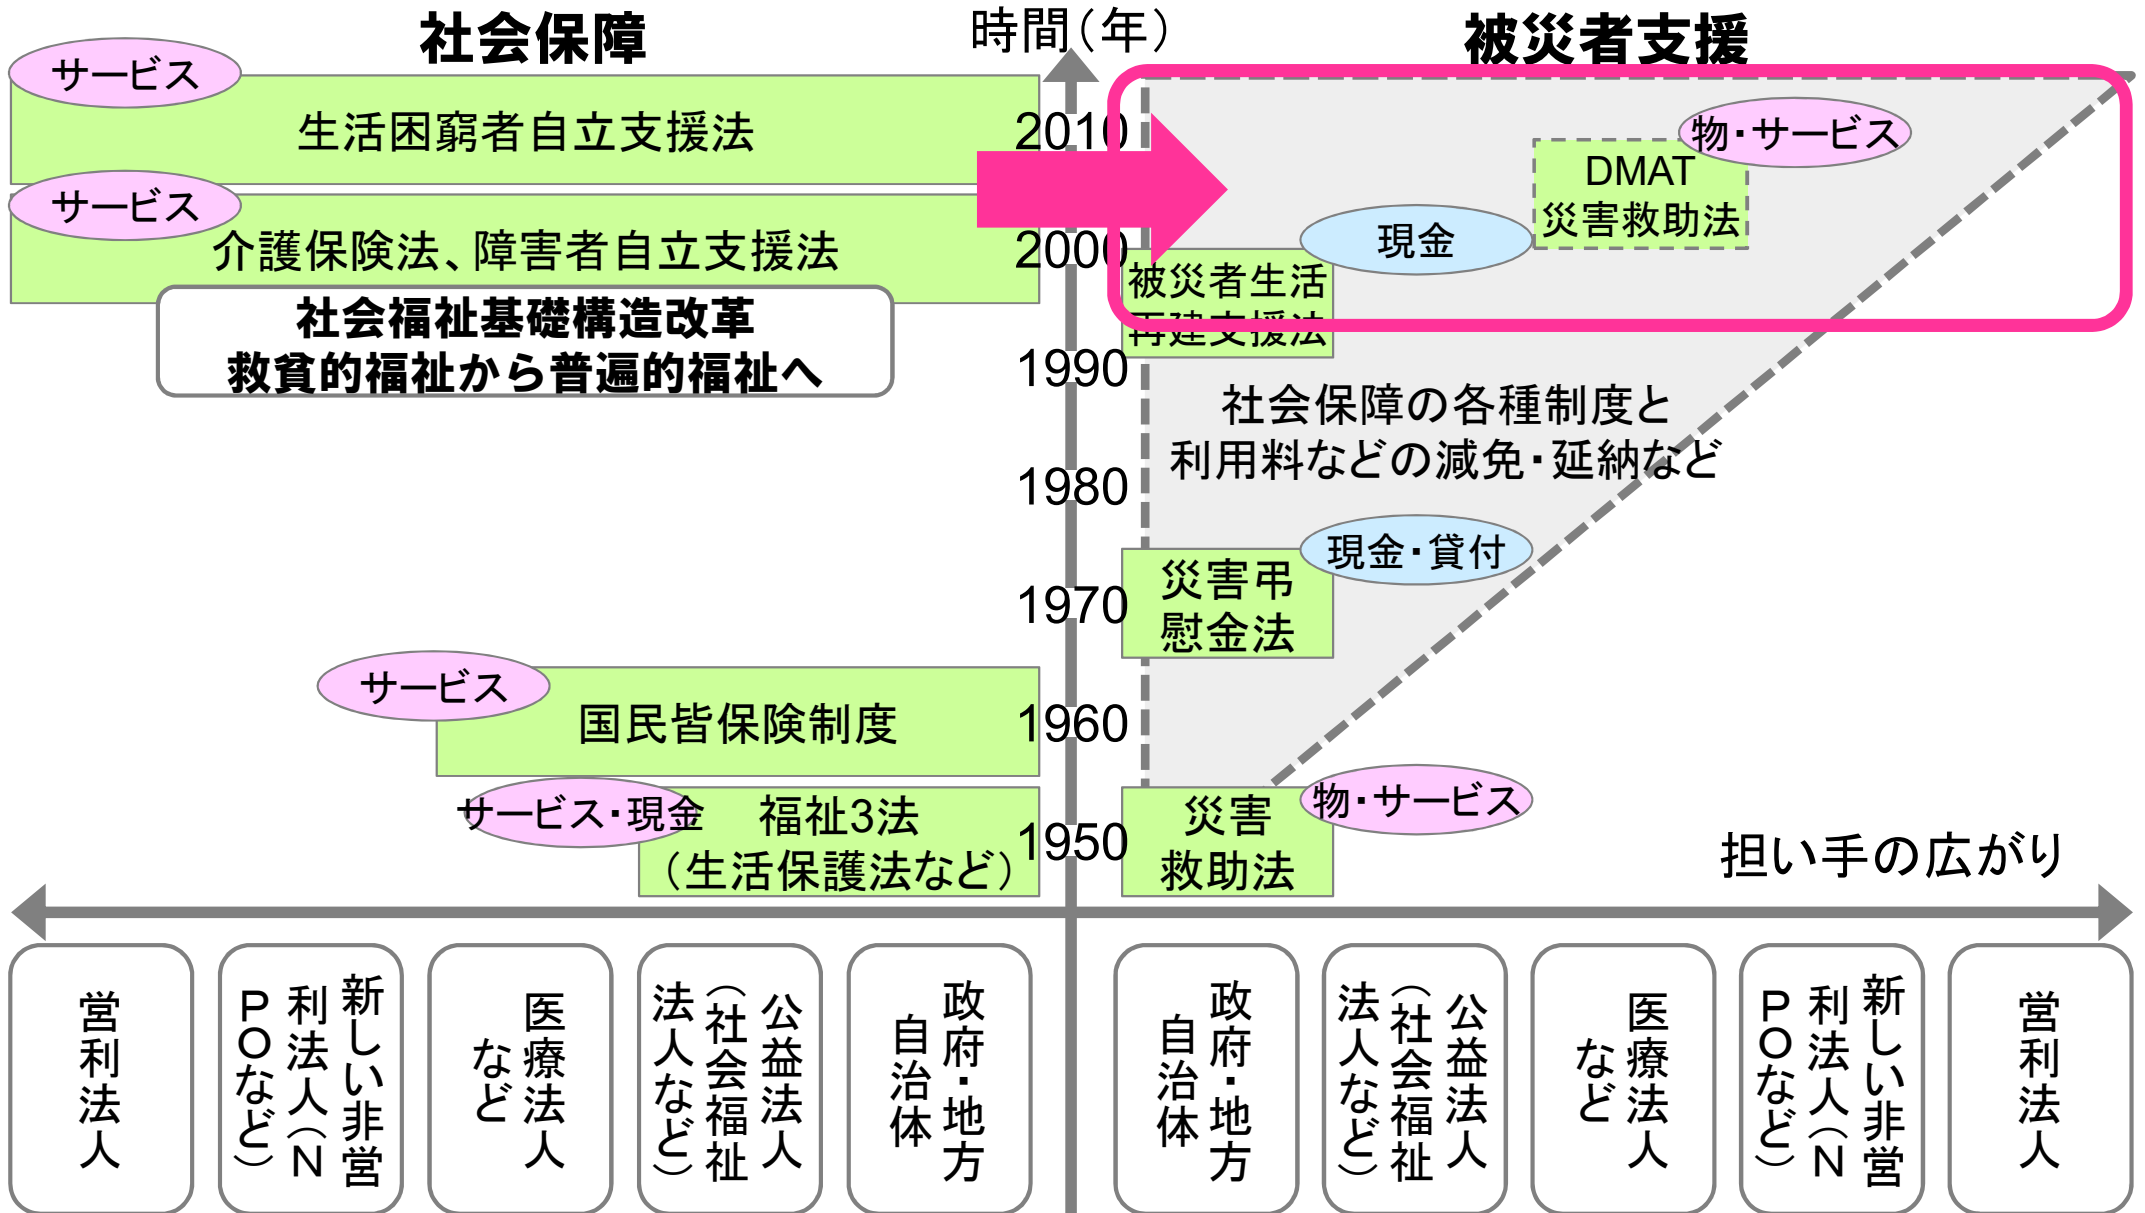 社会保障
時間（年）
被災者支援
サービス
生活困窮者自立支援法
2010
物・サービス
DMAT
災害救助法
サービス
介護保険法、障害者自立支援法
2000
現金
被災者生活
再建支援法
社会福祉基礎構造改革
救貧的福祉から普遍的福祉へ
1990
社会保障の各種制度と
利用料などの減免・延納など
1980
現金・貸付
災害弔
慰金法
1970
サービス
国民皆保険制度
1960
サービス・現金
福祉3法
（生活保護法など）
1950
災害
救助法
物・サービス
担い手の広がり
営利法人
新しい非営
利法人（N
POなど）
医療法人
など
公益法人
（社会福祉
法人など）
政府・地方
自治体
政府・地方
自治体
公益法人
（社会福祉
法人など）
医療法人
など
新しい非営
利法人（N
POなど）
営利法人